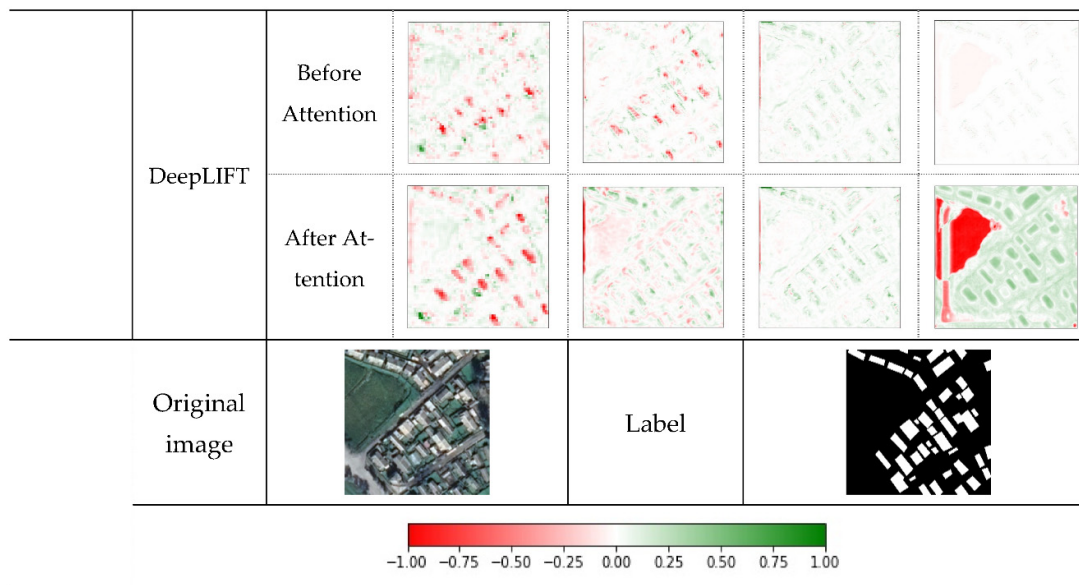 DeepLIFT
Before
Attention
After At-
tention
Original
image
Label
−1.00 −0.75 −0.50 −0.25 0.00 0.25 0.50 0.75 1.00